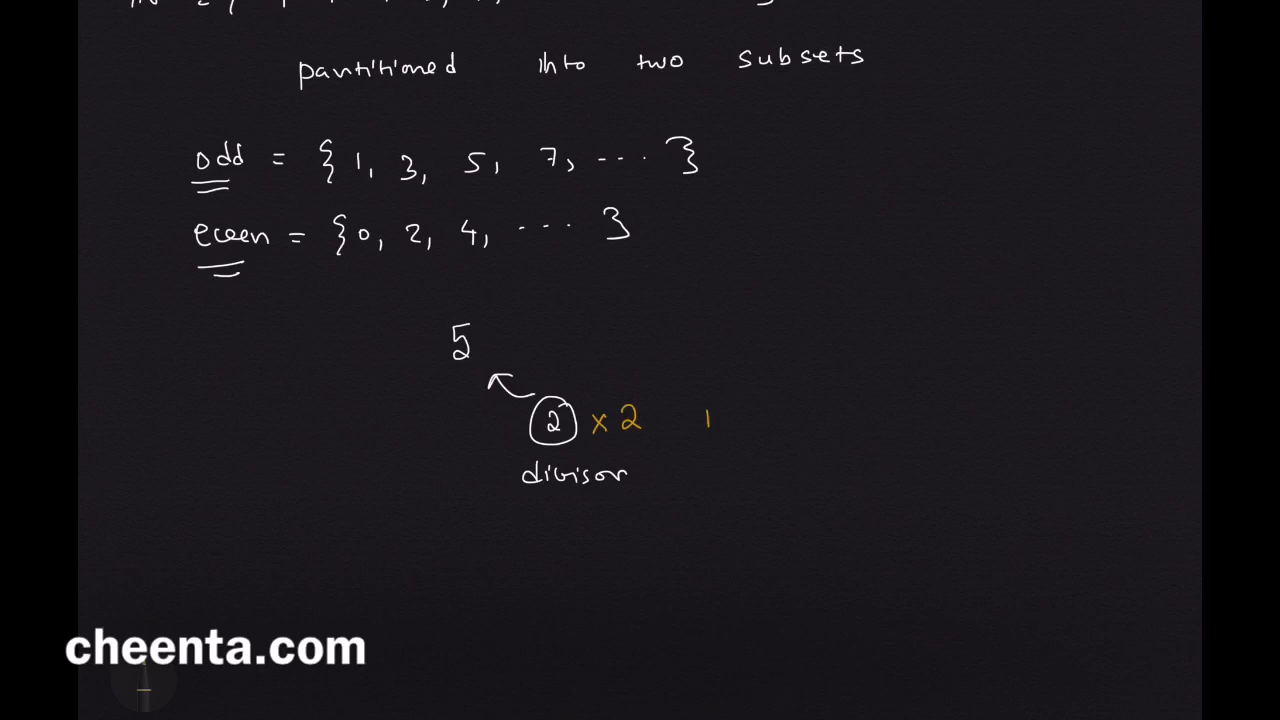 partitioned into two subsets
odd = { 1, 3, 5, 7, ... }
even = { 0, 2, 4, ... }
5
2 × 2 1
divisor
cheenta.com